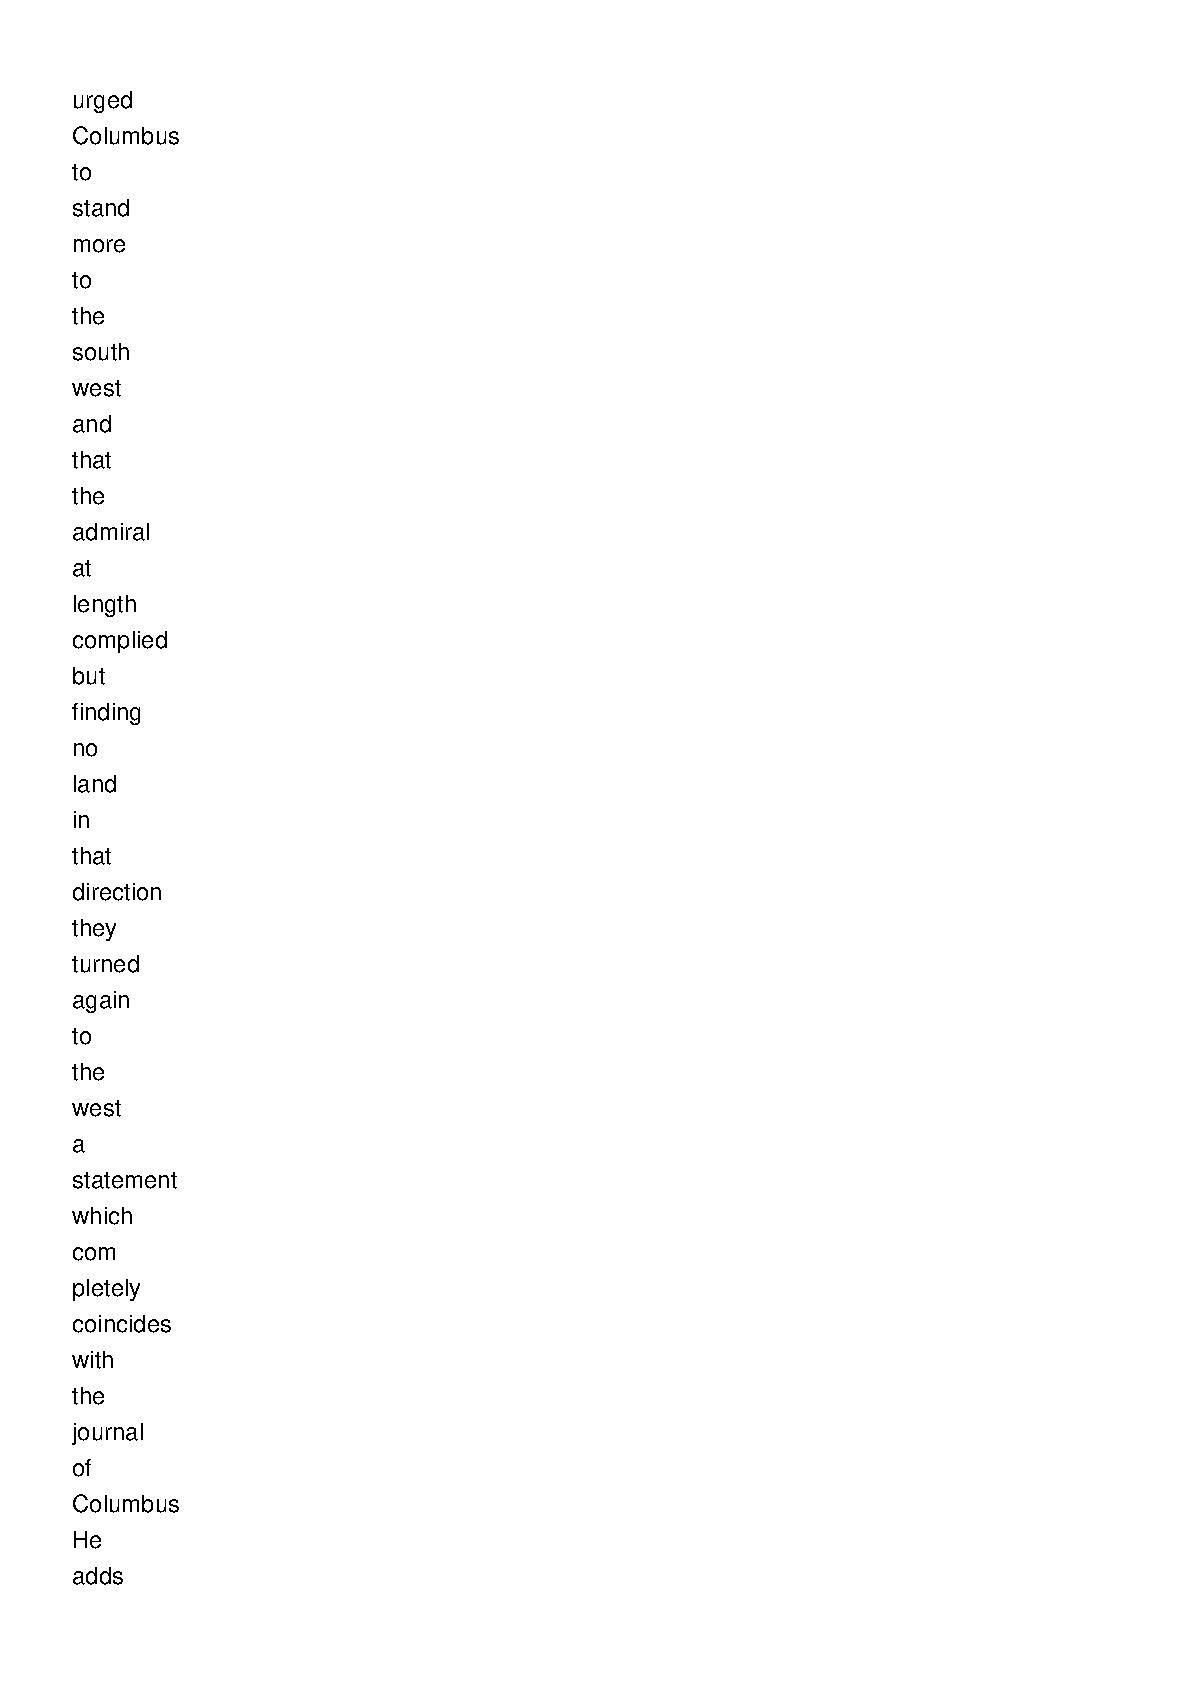 urged
Columbus
to
stand
more
to
the
south
west
and
that
the
admiral
at
length
complied
but
finding
no
land
in
that
direction
they
turned
again
to
the
west
a
statement
which
com
pletely
coincides
with
the
journal
of
Columbus
He
adds